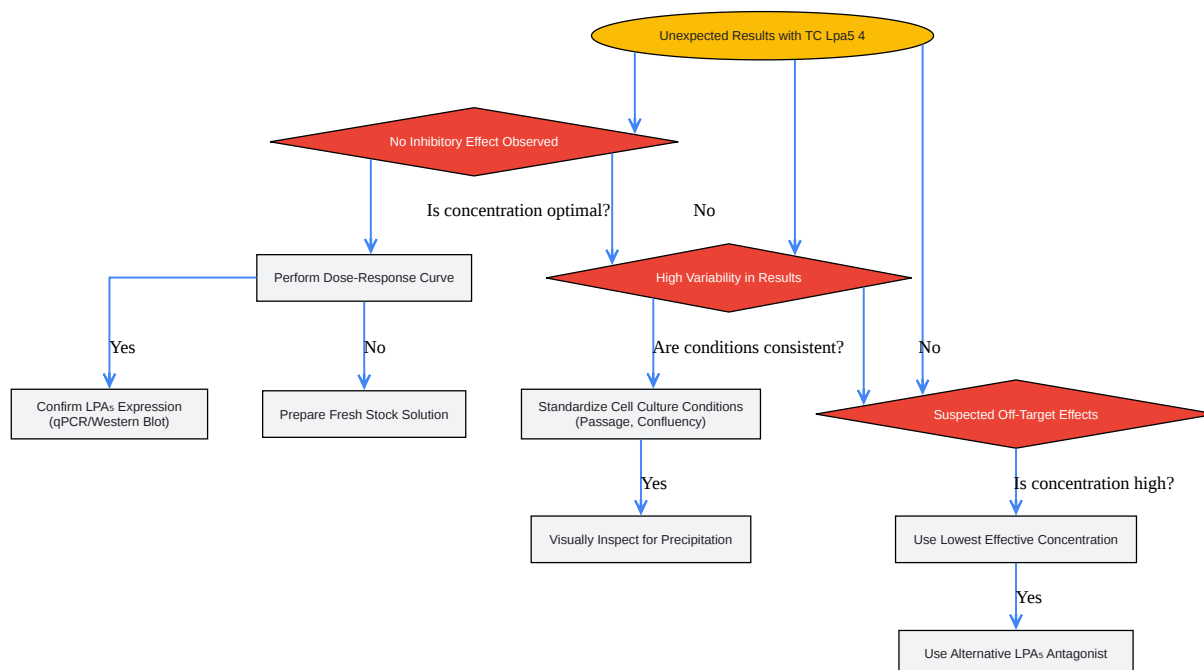 Unexpected Results with TC Lpa5 4
No Inhibitory Effect Observed
Is concentration optimal?
No
Perform Dose-Response Curve
High Variability in Results
Yes
No
Are conditions consistent?
No
Confirm LPA₅ Expression
(qPCR/Western Blot)
Prepare Fresh Stock Solution
Standardize Cell Culture Conditions
(Passage, Confluency)
Suspected Off-Target Effects
Yes
Is concentration high?
Visually Inspect for Precipitation
Use Lowest Effective Concentration
Yes
Use Alternative LPA₅ Antagonist